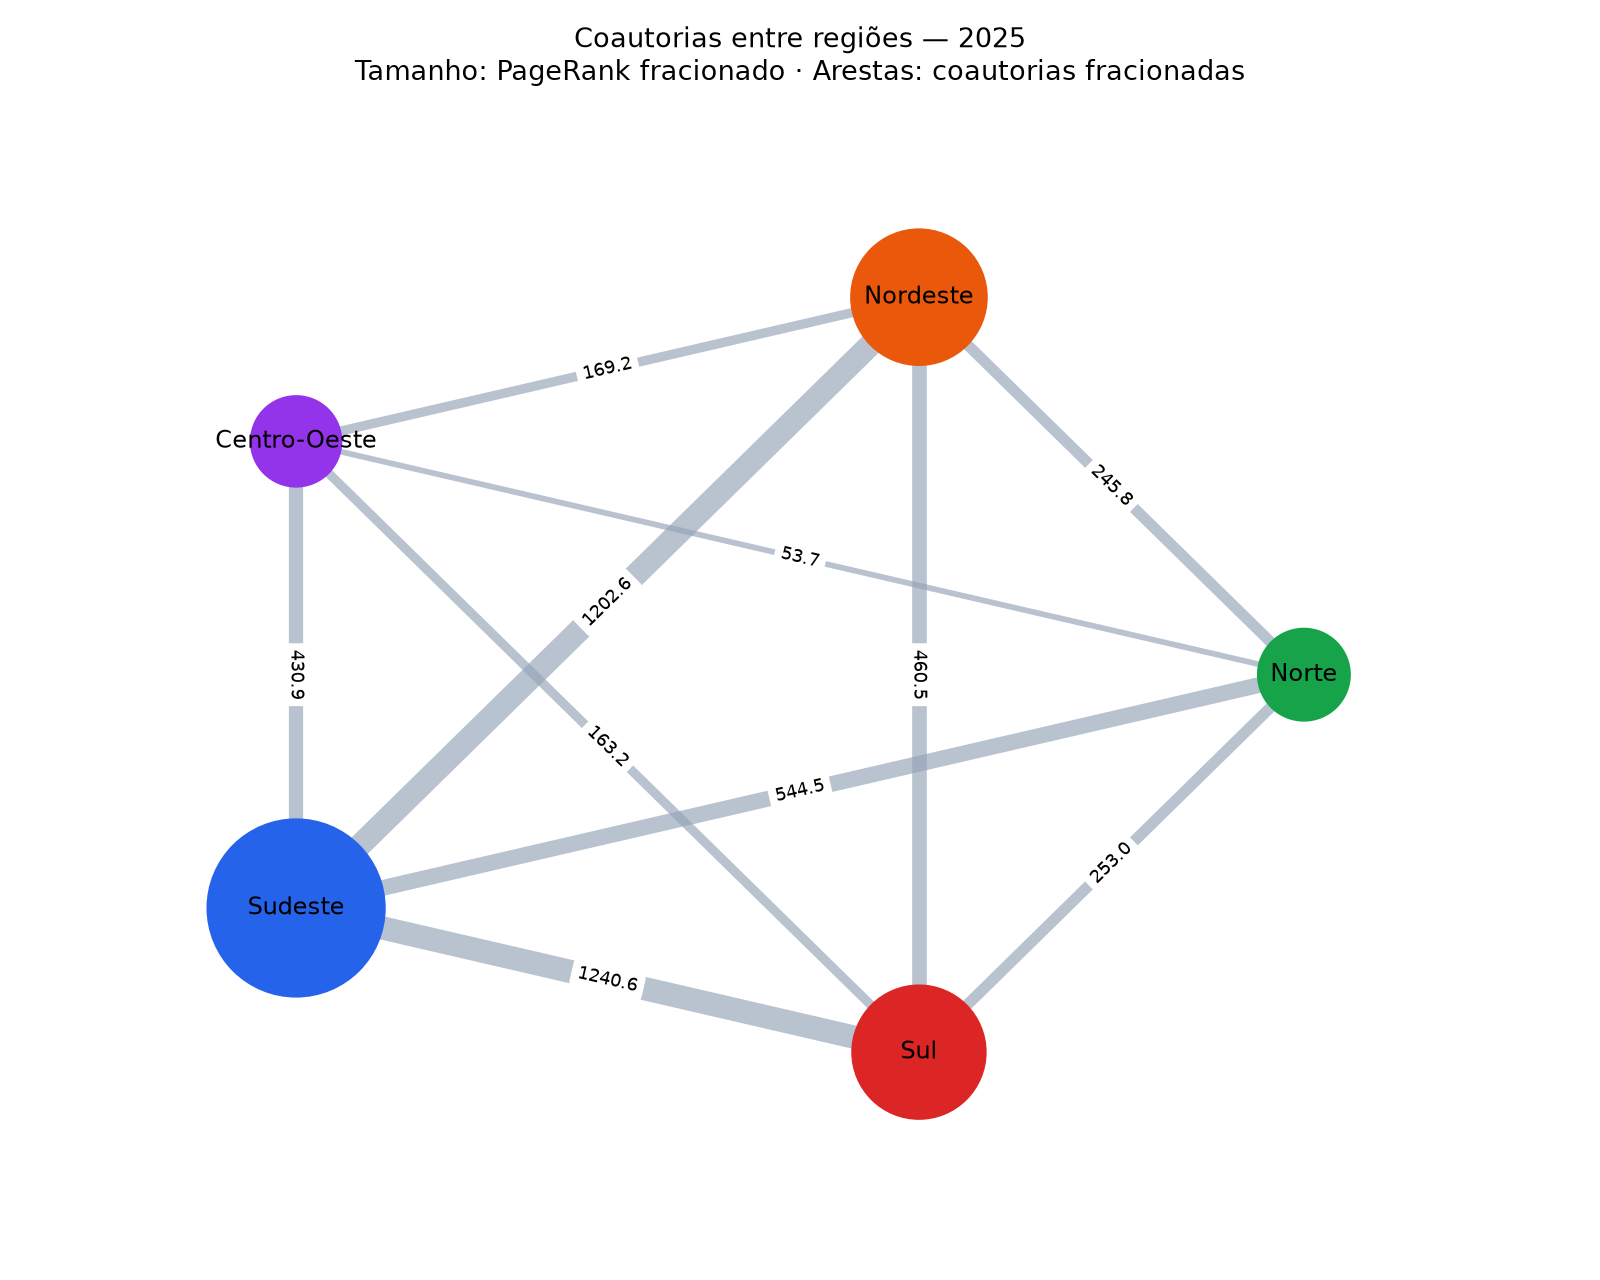 Coautorias entre regiões — 2025
Tamanho: PageRank fracionado · Arestas: coautorias fracionadas
Nordeste
169.2
Centro-Oeste
245.8
53.7
1202.6
430.9
460.5
Norte
163.2
544.5
253.0
Sudeste
1240.6
Sul